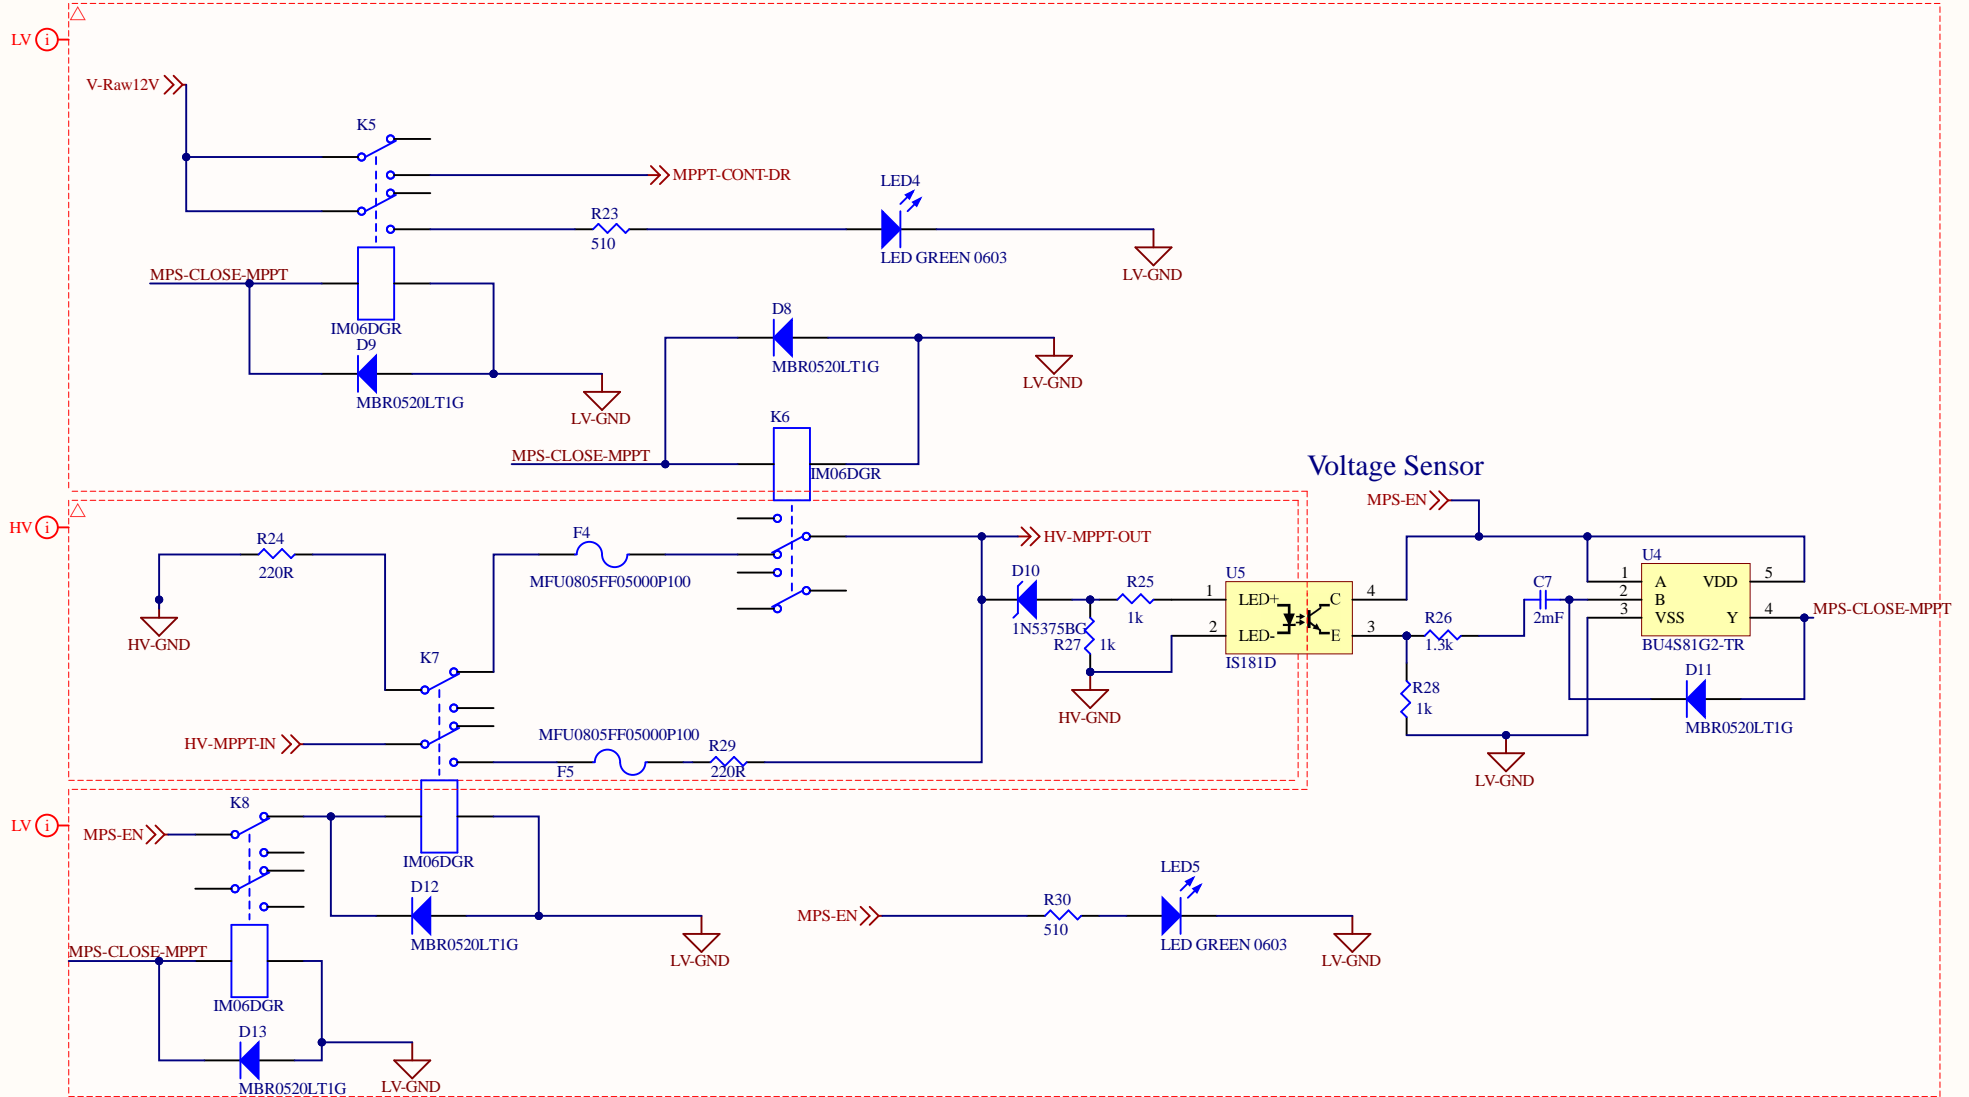 LV i
V-Raw12V
K5
MPPT-CONT-DR
LED4
R23
510
LED GREEN 0603
LV-GND
MPS-CLOSE-MPPT
IM06DGR
D9
MBR0520LT1G
LV-GND
D8
MBR0520LT1G
LV-GND
K6
MPS-CLOSE-MPPT
IM06DGR
Voltage Sensor
MPS-EN
HV i
R24
220R
HV-GND
F4
MFU0805FF05000P100
HV-MPPT-OUT
D10
1N5375BG
R25
1k
R27
1k
HV-GND
U5
1
LED+
C
4
2
LED-
E
3
IS181D
R26
1.3k
R28
1k
C7
2mF
U4
1
A
VDD
5
2
B
3
VSS
Y
4
BU4S81G2-TR
MPS-CLOSE-MPPT
D11
MBR0520LT1G
LV-GND
K7
HV-MPPT-IN
MFU0805FF05000P100
F5
R29
220R
LV i
K8
MPS-EN
IM06DGR
D12
MBR0520LT1G
LV-GND
MPS-CLOSE-MPPT
IM06DGR
D13
MBR0520LT1G
LV-GND
MPS-EN
R30
510
LED5
LED GREEN 0603
LV-GND